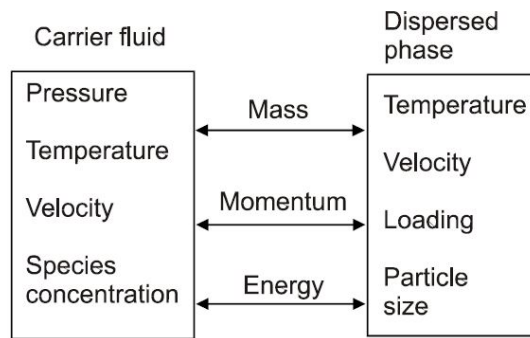 Carrier fluid
Pressure
Temperature
Velocity
Species
concentration
Mass
Momentum
Energy
Dispersed
phase
Temperature
Velocity
Loading
Particle
size